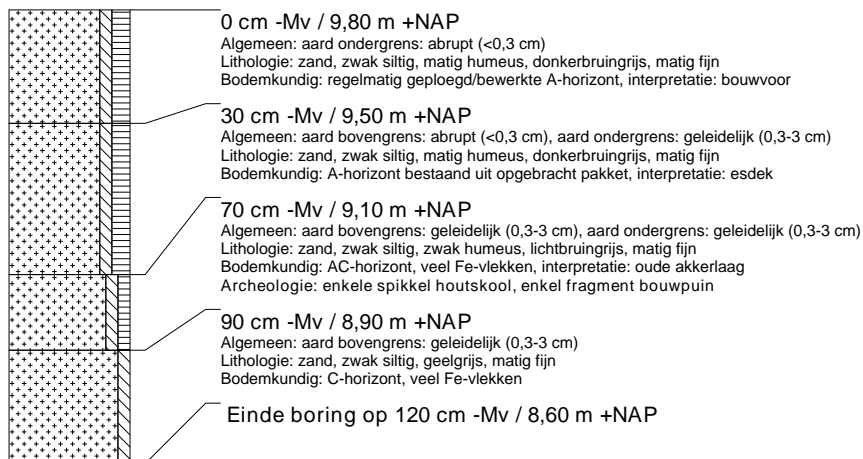 0 cm -Mv / 9,80 m +NAP
Algemeen: aard ondergrens: abrupt (<0,3 cm)
Lithologie: zand, zwak siltig, matig humeus, donkerbruingrijs, matig fijn
Bodemkundig: regelmatig geploegd/bewerkte A-horizont, interpretatie: bouwvoor
30 cm -Mv / 9,50 m +NAP
Algemeen: aard bovengrens: abrupt (<0,3 cm), aard ondergrens: geleidelijk (0,3-3 cm)
Lithologie: zand, zwak siltig, matig humeus, donkerbruingrijs, matig fijn
Bodemkundig: A-horizont bestaand uit opgebracht pakket, interpretatie: esdek
70 cm -Mv / 9,10 m +NAP
Algemeen: aard bovengrens: geleidelijk (0,3-3 cm), aard ondergrens: geleidelijk (0,3-3 cm)
Lithologie: zand, zwak siltig, zwak humeus, lichtbruingrijs, matig fijn
Bodemkundig: AC-horizont, veel Fe-vlekken, interpretatie: oude akkerlaag
Archeologie: enkele spikkel houtskool, enkel fragment bouwpuin
90 cm -Mv / 8,90 m +NAP
Algemeen: aard bovengrens: geleidelijk (0,3-3 cm)
Lithologie: zand, zwak siltig, geelgrijs, matig fijn
Bodemkundig: C-horizont, veel Fe-vlekken
Einde boring op 120 cm -Mv / 8,60 m +NAP